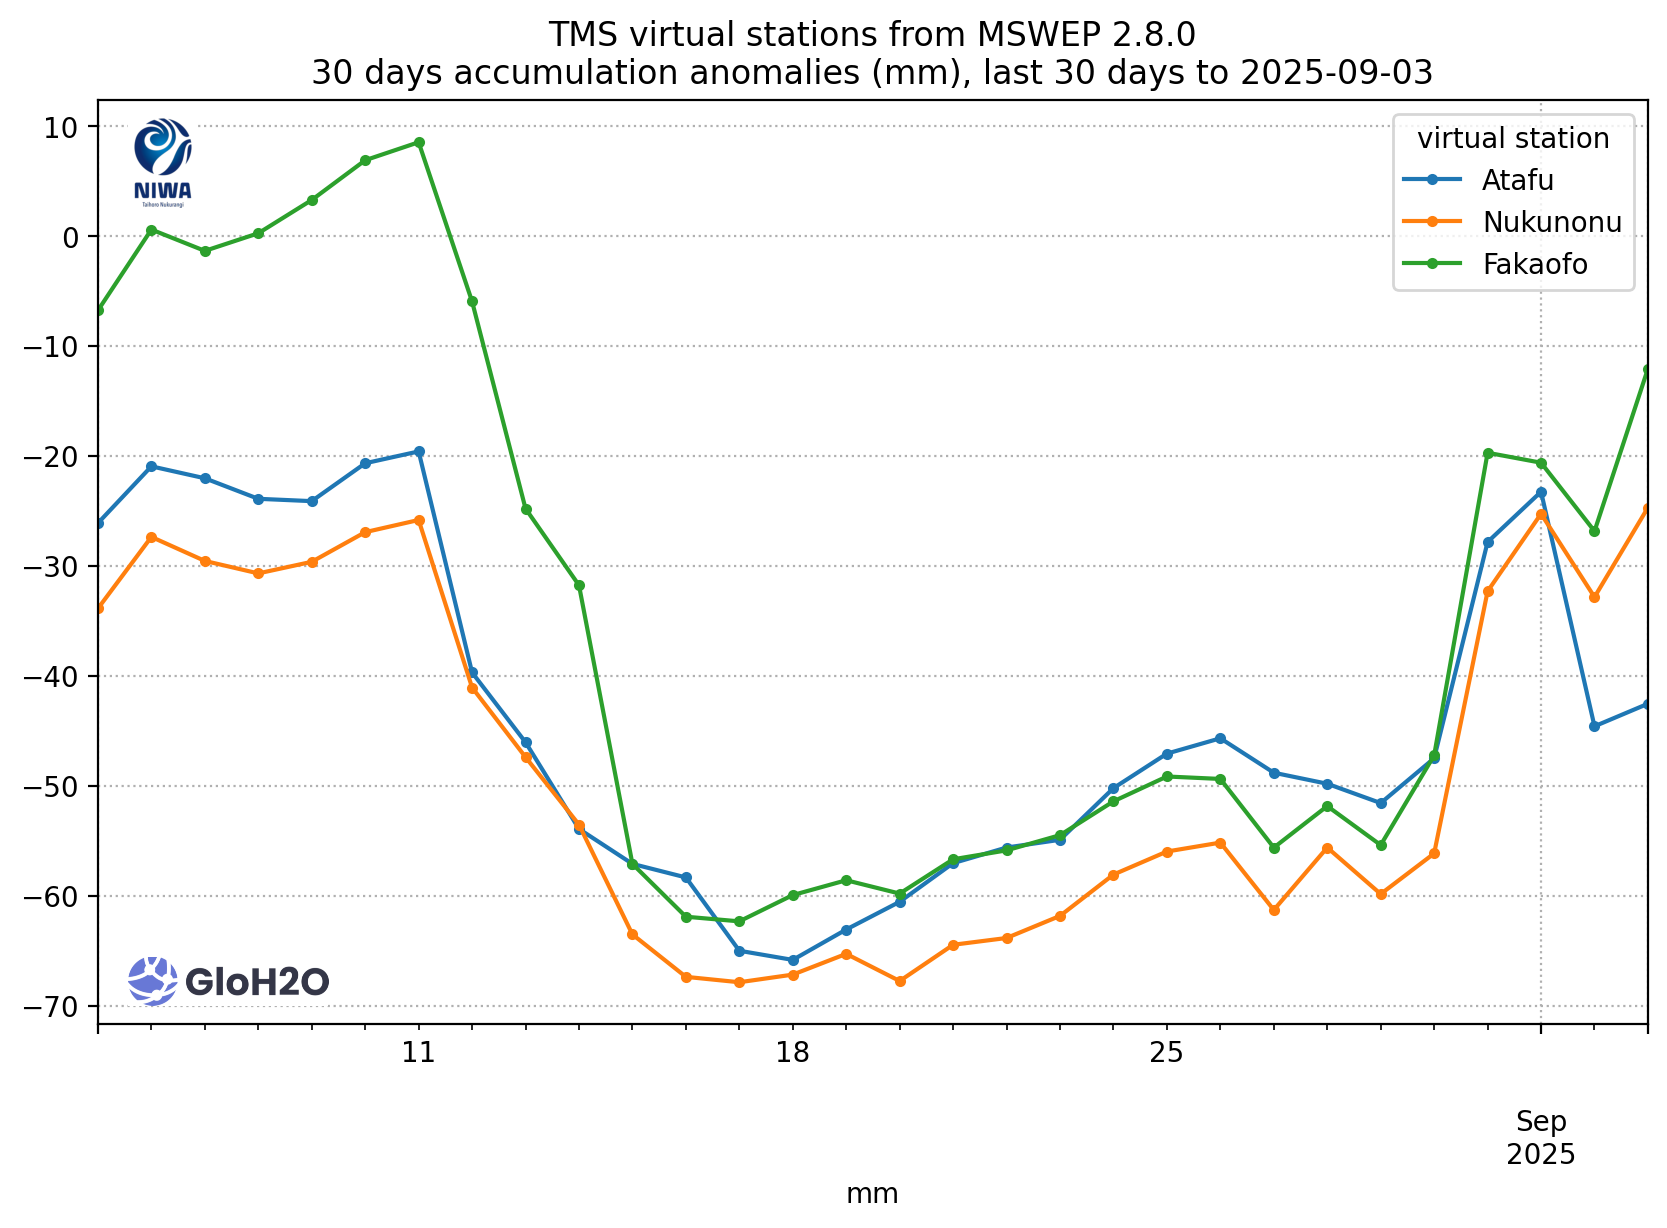 TMS virtual stations from MSWEP 2.8.0
30 days accumulation anomalies (mm), last 30 days to 2025-09-03
10
0
−10
−20
−30
−40
−50
−60
−70
NIWA
Taihoro Nukurangi
virtual station
Atafu
Nukunonu
Fakaofo
GloH2O
11
18
25
Sep
2025
mm